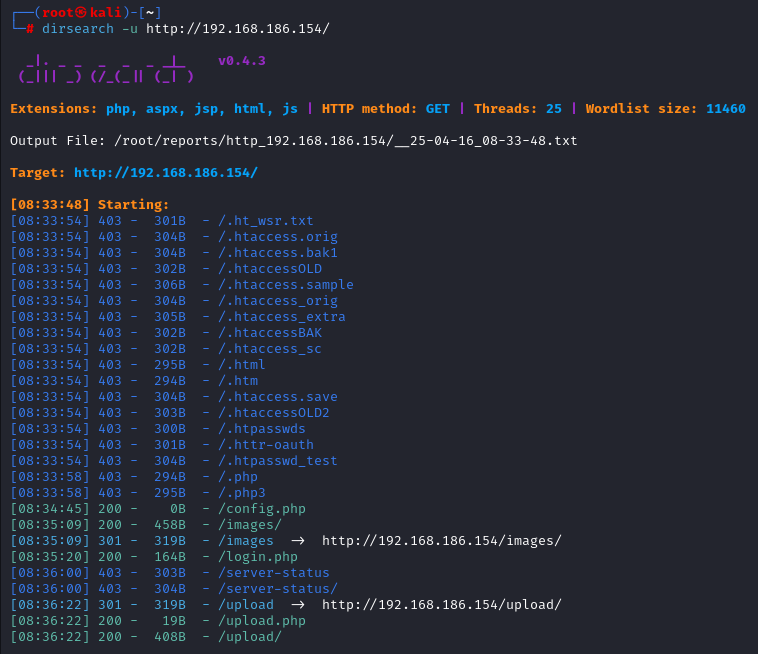 ┌──(root㉿kali)-[~]
└─# dirsearch -u http://192.168.186.154/
  _|. _ _  _  _  _ _|_    v0.4.3
 (_||| _) (/_(_|| (_| )
Extensions: php, aspx, jsp, html, js | HTTP method: GET | Threads: 25 | Wordlist size: 11460
Output File: /root/reports/http_192.168.186.154/__25-04-16_08-33-48.txt
Target: http://192.168.186.154/
[08:33:48] Starting:
[08:33:54] 403 -  301B  - /.ht_wsr.txt
[08:33:54] 403 -  304B  - /.htaccess.orig
[08:33:54] 403 -  304B  - /.htaccess.bak1
[08:33:54] 403 -  302B  - /.htaccessOLD
[08:33:54] 403 -  306B  - /.htaccess.sample
[08:33:54] 403 -  304B  - /.htaccess_orig
[08:33:54] 403 -  305B  - /.htaccess_extra
[08:33:54] 403 -  302B  - /.htaccessBAK
[08:33:54] 403 -  302B  - /.htaccess_sc
[08:33:54] 403 -  295B  - /.html
[08:33:54] 403 -  294B  - /.htm
[08:33:54] 403 -  304B  - /.htaccess.save
[08:33:54] 403 -  303B  - /.htaccessOLD2
[08:33:54] 403 -  300B  - /.htpasswds
[08:33:54] 403 -  301B  - /.httr-oauth
[08:33:54] 403 -  304B  - /.htpasswd_test
[08:33:58] 403 -  294B  - /.php
[08:33:58] 403 -  295B  - /.php3
[08:34:45] 200 -    0B  - /config.php
[08:35:09] 200 -  458B  - /images/
[08:35:09] 301 -  319B  - /images  →  http://192.168.186.154/images/
[08:35:20] 200 -  164B  - /login.php
[08:36:00] 403 -  303B  - /server-status
[08:36:00] 403 -  304B  - /server-status/
[08:36:22] 301 -  319B  - /upload  →  http://192.168.186.154/upload/
[08:36:22] 200 -   19B  - /upload.php
[08:36:22] 200 -  408B  - /upload/